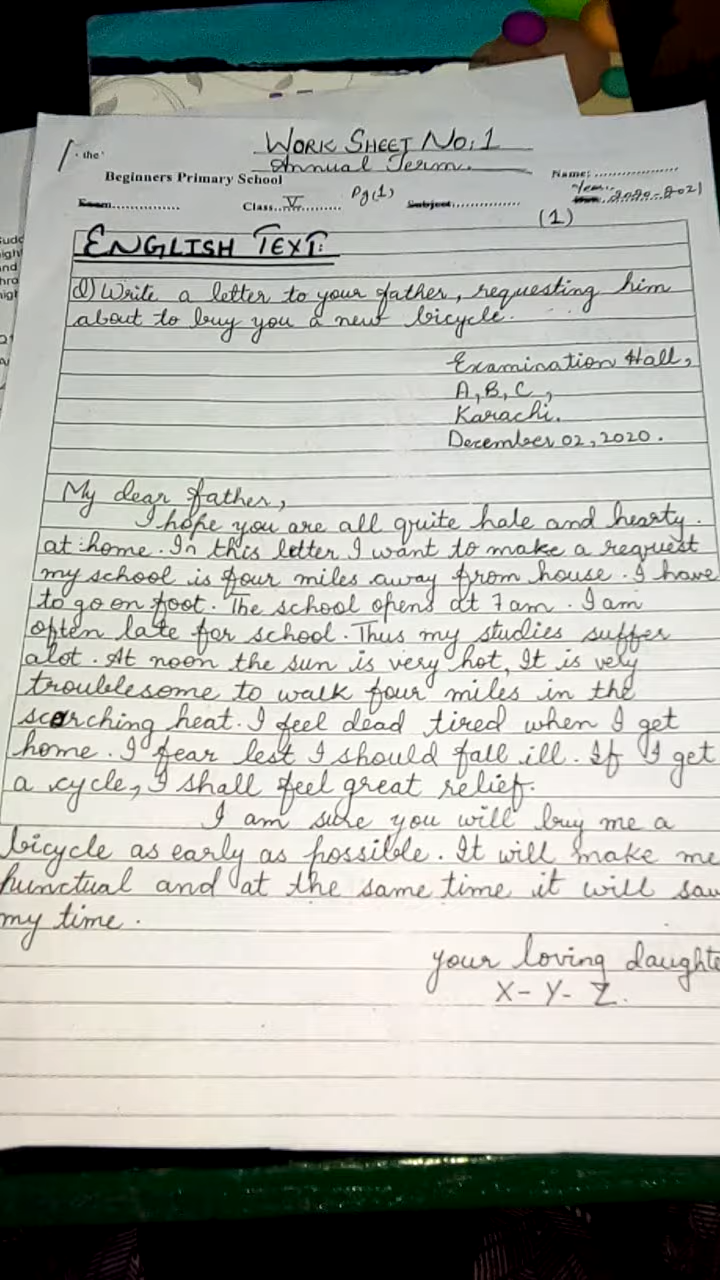 WORK SHEET No:1
Annual Term.
the
Beginners Primary School
Name: ..................
Exam............... Class..V......... Pg(1) Subject............... Year...2020-2021
(1)
ENGLISH TEXT:
Q) Write a letter to your father, requesting him
about to buy you a new bicycle.
Examination Hall,
A, B, C,
Karachi.
December 02, 2020.
My dear father,
I hope you are all quite hale and hearty.
at home. In this letter I want to make a request
my school is four miles away from house. I have
to go on foot. The school opens at 7 am. I am
often late for school. Thus my studies suffer
alot. At noon the sun is very hot, It is very
troublesome to walk four miles in the
scorching heat. I feel dead tired when I get
home. I fear lest I should fall ill. If I get
a cycle, I shall feel great relief.
I am sure you will buy me a
bicycle as early as possible. It will make me
punctual and at the same time it will sav
my time.
your loving daughte
X- Y- Z.